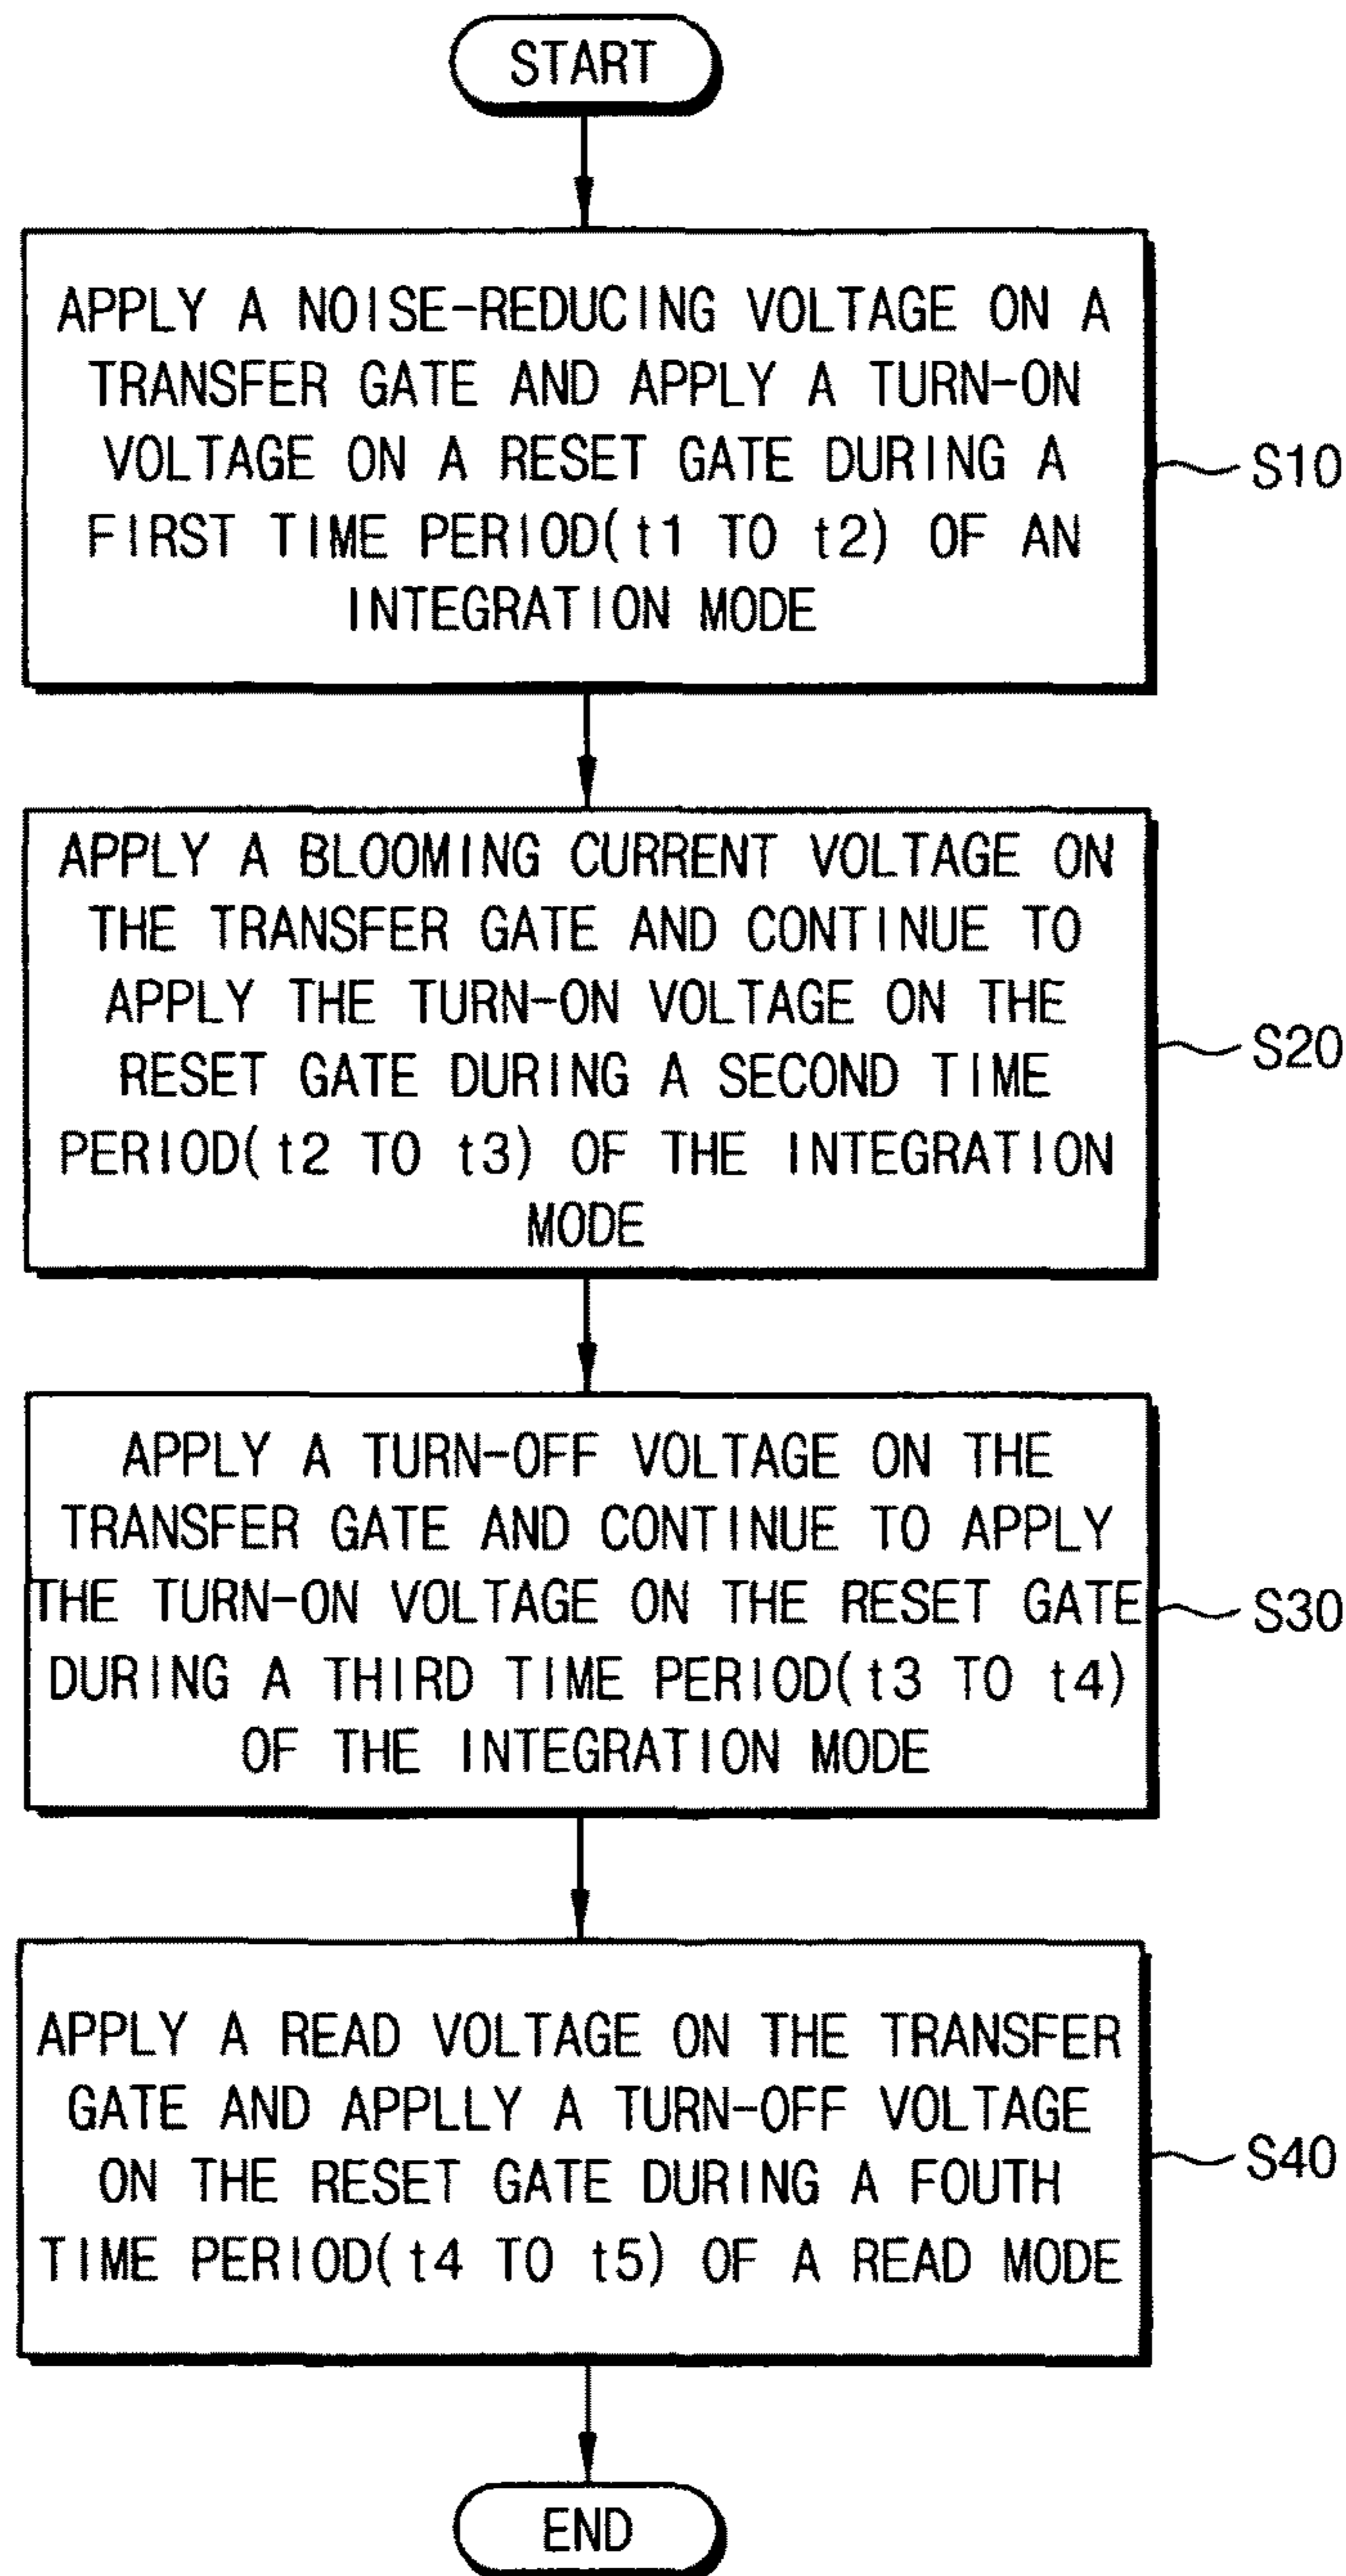 START
APPLY A NOISE-REDUCING VOLTAGE ON A
TRANSFER GATE AND APPLY A TURN-ON
VOLTAGE ON A RESET GATE DURING A
FIRST TIME PERIOD(t1 TO t2) OF AN
INTEGRATION MODE
S10
APPLY A BLOOMING CURRENT VOLTAGE ON
THE TRANSFER GATE AND CONTINUE TO
APPLY THE TURN-ON VOLTAGE ON THE
RESET GATE DURING A SECOND TIME
PERIOD(t2 TO t3) OF THE INTEGRATION
MODE
S20
APPLY A TURN-OFF VOLTAGE ON THE
TRANSFER GATE AND CONTINUE TO APPLY
THE TURN-ON VOLTAGE ON THE RESET GATE
DURING A THIRD TIME PERIOD(t3 TO t4)
OF THE INTEGRATION MODE
S30
APPLY A READ VOLTAGE ON THE TRANSFER
GATE AND APPLLY A TURN-OFF VOLTAGE
ON THE RESET GATE DURING A FOUTH
TIME PERIOD(t4 TO t5) OF A READ MODE
S40
END